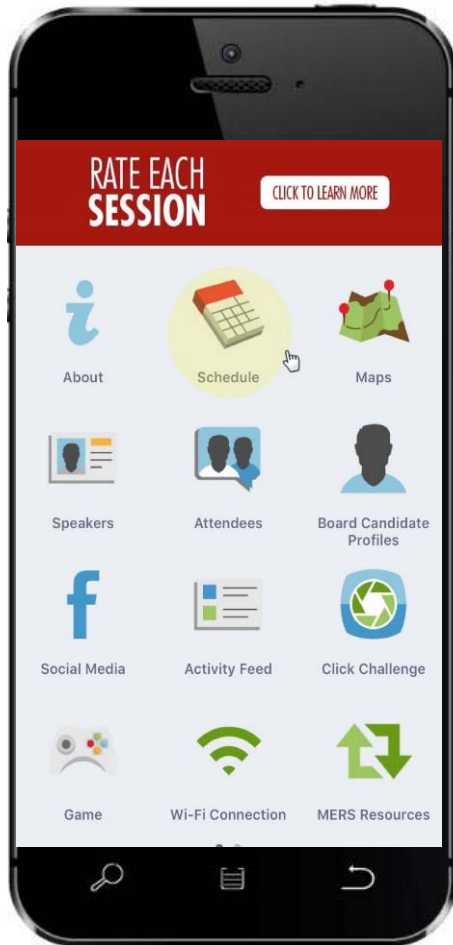 RATE EACH
SESSION
CLICK TO LEARN MORE
About
Schedule
Maps
Speakers
Attendees
Board Candidate
Profiles
Social Media
Activity Feed
Click Challenge
Game
Wi-Fi Connection
MERS Resources